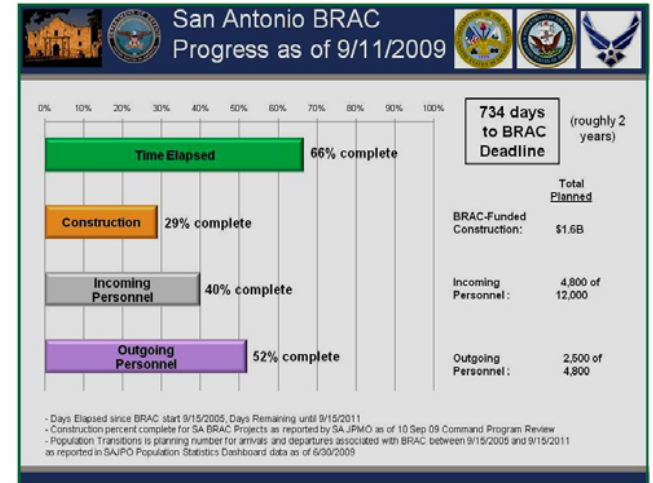 San Antonio BRAC
Progress as of 9/11/2009
0% 10% 20% 30% 40% 50% 60% 70% 80% 90% 100%
734 days
to BRAC
Deadline
(roughly 2
years)
Time Elapsed
66% complete
Total
Planned
Construction
29% complete
BRAC-Funded
Construction:
$1.6B
Incoming
Personnel
40% complete
Incoming
Personnel:
4,800 of
12,000
Outgoing
Personnel
52% complete
Outgoing
Personnel:
2,500 of
4,800
- Days Elapsed since BRAC start 9/15/2005, Days Remaining until 9/15/2011
- Construction percent complete for SA BRAC Projects as reported by SA JPMO as of 10 Sep 09 Command Program Review
- Population Transitions is planning number for arrivals and departures associated with BRAC between 9/15/2005 and 9/15/2011
as reported in SAJPO Population Statistics Dashboard data as of 6/30/2009